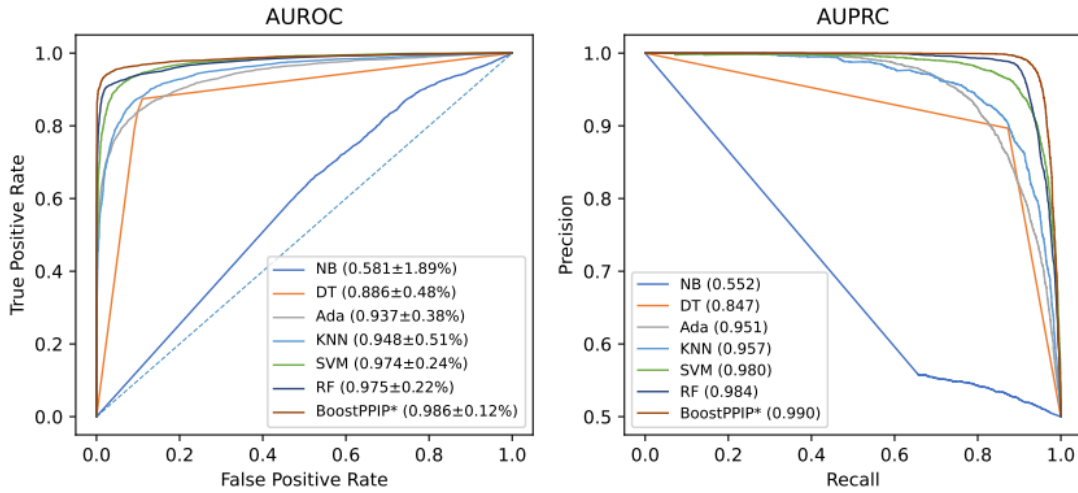 AUROC
1.0
0.8
0.6
0.4
0.2
0.0
True Positive Rate
NB (0.581±1.89%)
DT (0.886±0.48%)
Ada (0.937±0.38%)
KNN (0.948±0.51%)
SVM (0.974±0.24%)
RF (0.975±0.22%)
BoostPPIP* (0.986±0.12%)
0.0 0.2 0.4 0.6 0.8 1.0
False Positive Rate
AUPRC
1.0
0.9
0.8
0.7
0.6
0.5
Precision
NB (0.552)
DT (0.847)
Ada (0.951)
KNN (0.957)
SVM (0.980)
RF (0.984)
BoostPPIP* (0.990)
0.0 0.2 0.4 0.6 0.8 1.0
Recall